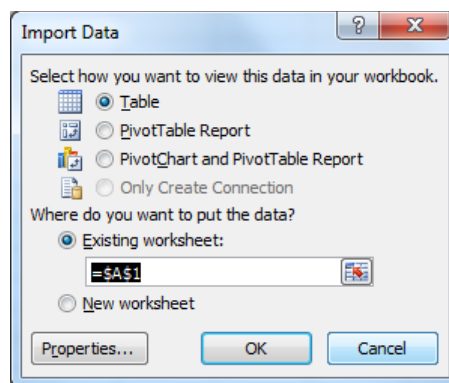 Import Data
Select how you want to view this data in your workbook.
Table
PivotTable Report
PivotChart and PivotTable Report
Only Create Connection
Where do you want to put the data?
Existing worksheet:
=$A$1
New worksheet
Properties... OK Cancel